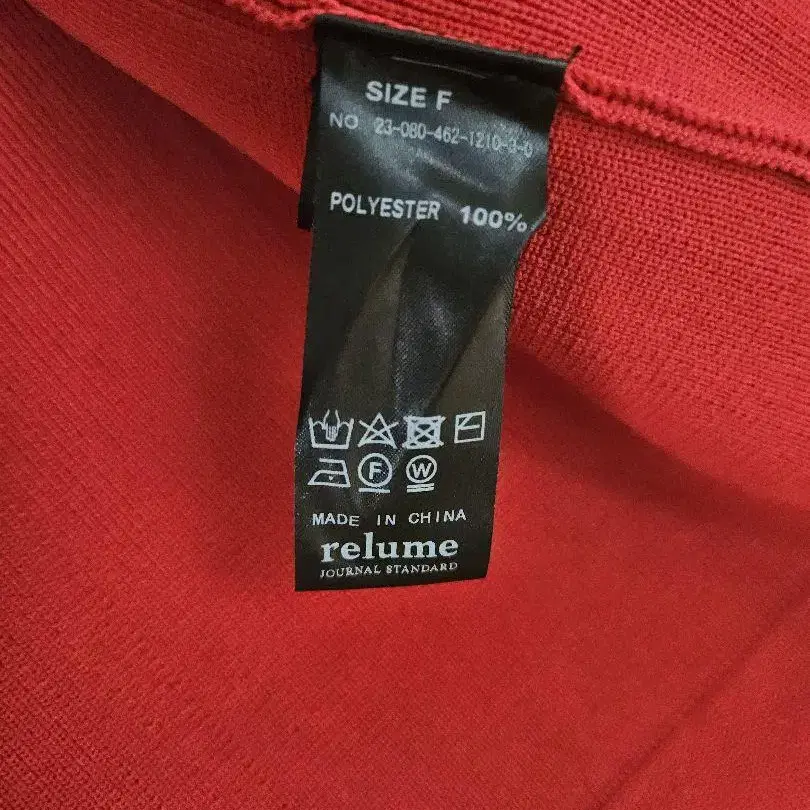 SIZE F
NO 23-080-462-1210-3-0
POLYESTER 100%
F W
MADE IN CHINA
relume
JOURNAL STANDARD